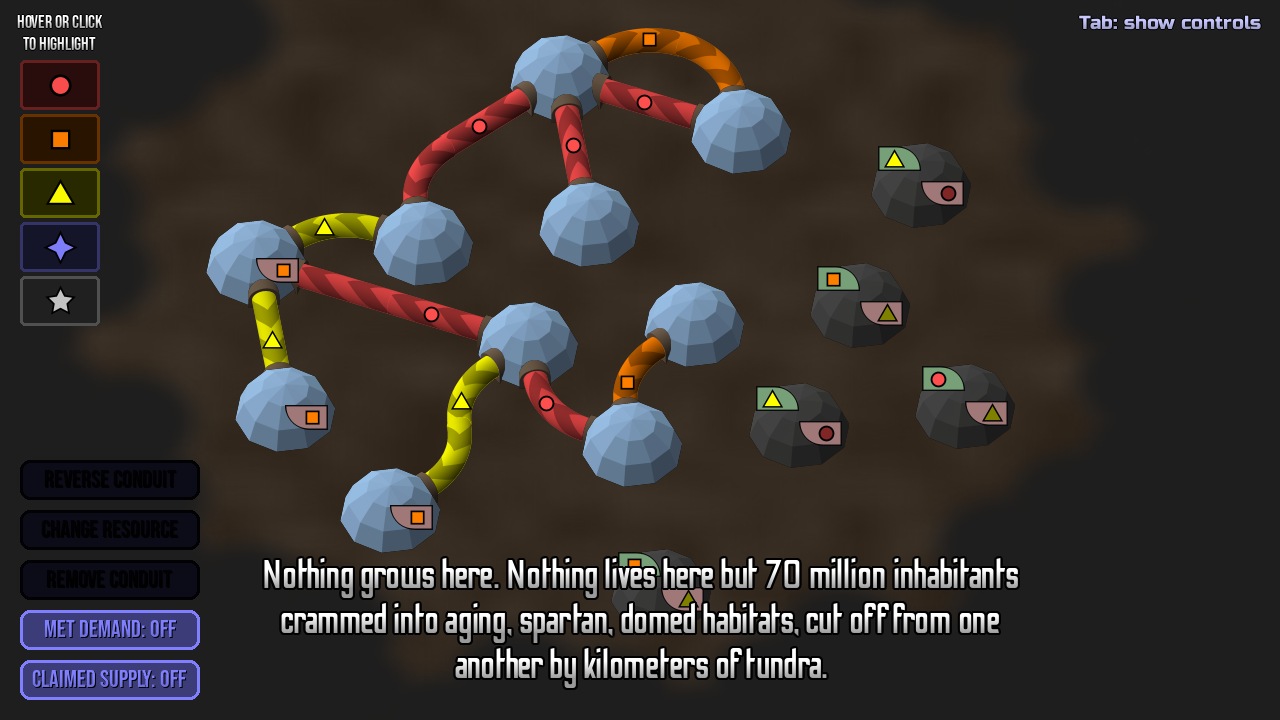 HOVER OR CLICK
TO HIGHLIGHT
Tab: show controls
REVERSE CONDUIT
CHANGE RESOURCE
REMOVE CONDUIT
MET DEMAND: OFF
CLAIMED SUPPLY: OFF
Nothing grows here. Nothing lives here but 70 million inhabitants
crammed into aging, spartan, domed habitats, cut off from one
another by kilometers of tundra.